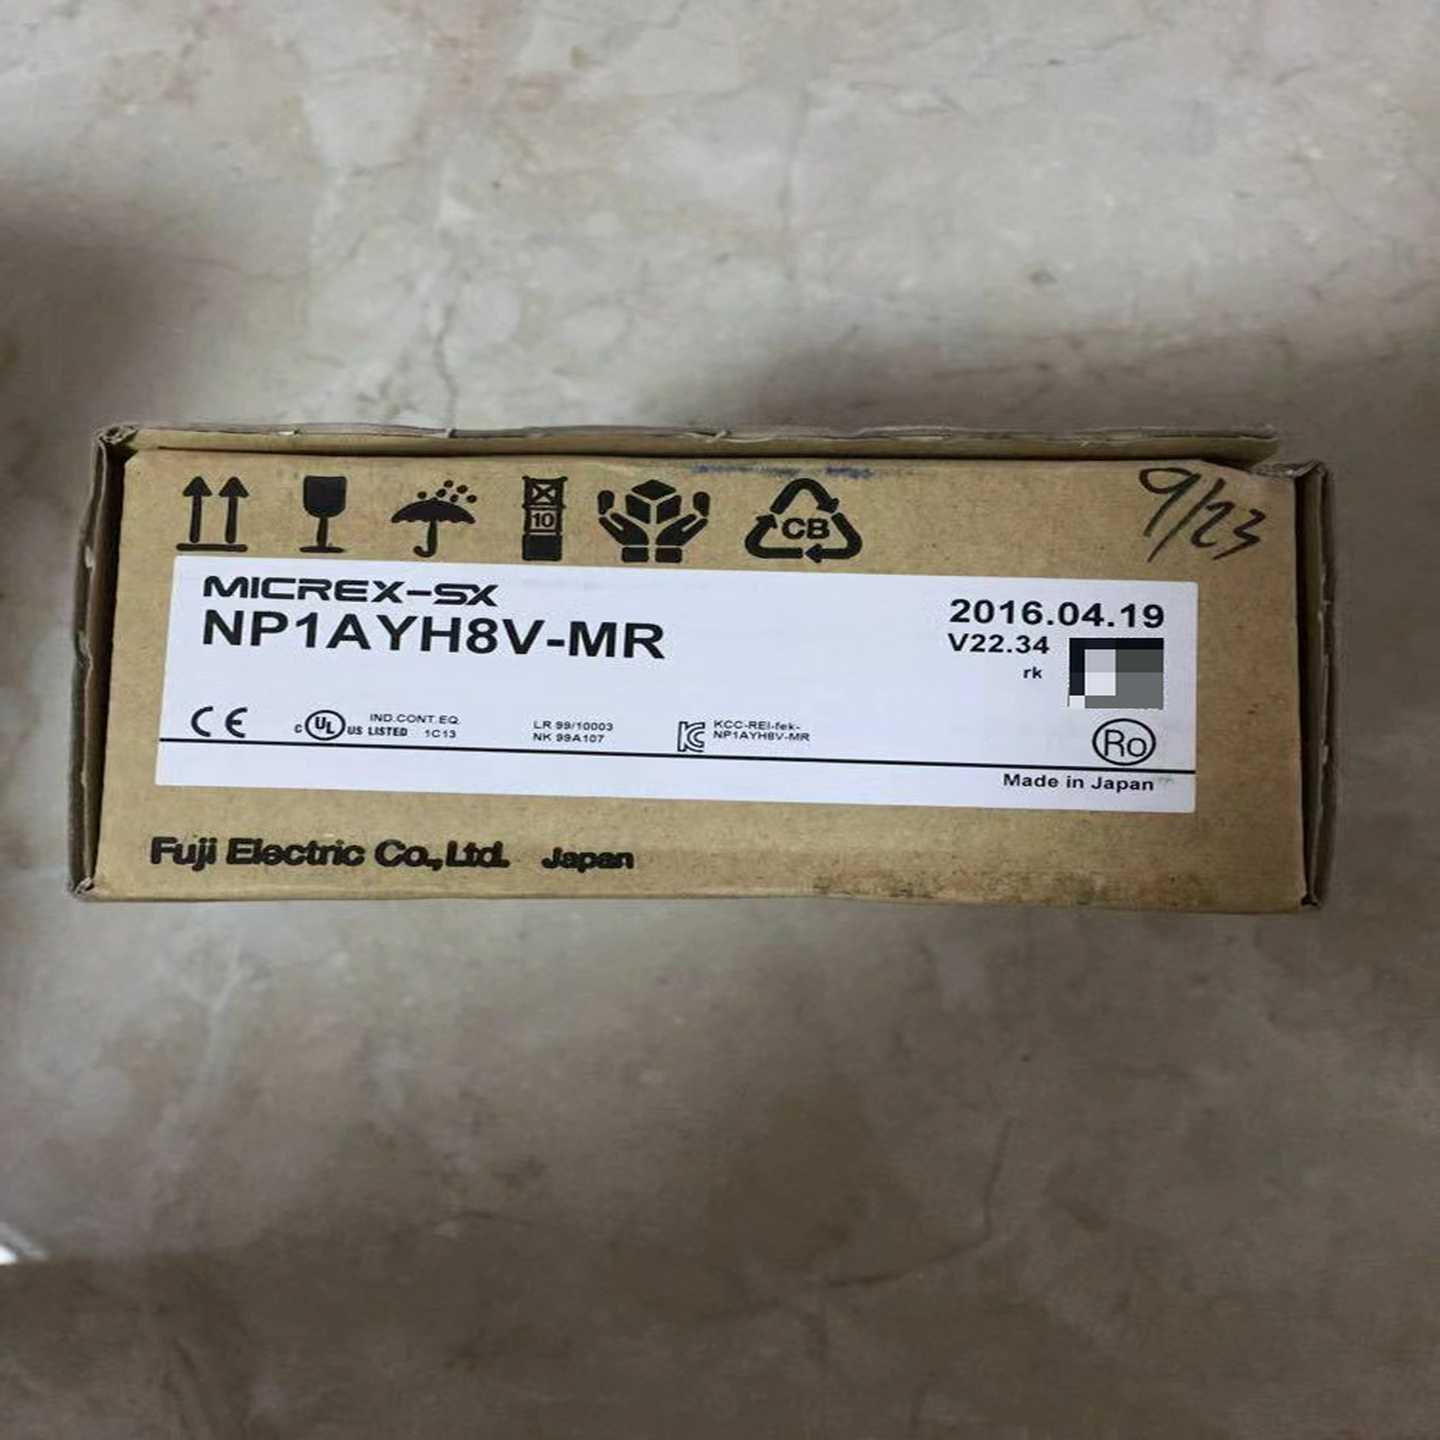 10
CB
9/23
MICREX-SX
NP1AYH8V-MR
2016.04.19
V22.34
rk
CE
C UL US LISTED
IND.CONT.EQ.
1C13
LR 99/10003
NK 99A107
KCC-REI-fek-
NP1AYH8V-MR
Ro
Made in Japan
Fuji Electric Co., Ltd. Japan